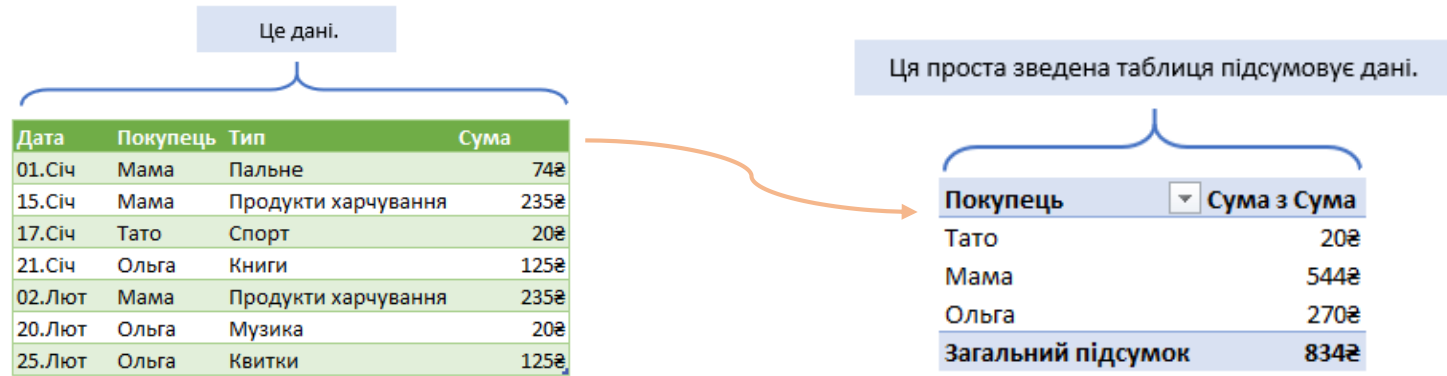 Це дані.
Дата Покупець Тип Сума
01.Січ Мама Пальне 74₴
15.Січ Мама Продукти харчування 235₴
17.Січ Тато Спорт 20₴
21.Січ Ольга Книги 125₴
02.Лют Мама Продукти харчування 235₴
20.Лют Ольга Музика 20₴
25.Лют Ольга Квитки 125₴
Ця проста зведена таблиця підсумовує дані.
Покупець Сума з Сума
Тато 20₴
Мама 544₴
Ольга 270₴
Загальний підсумок 834₴